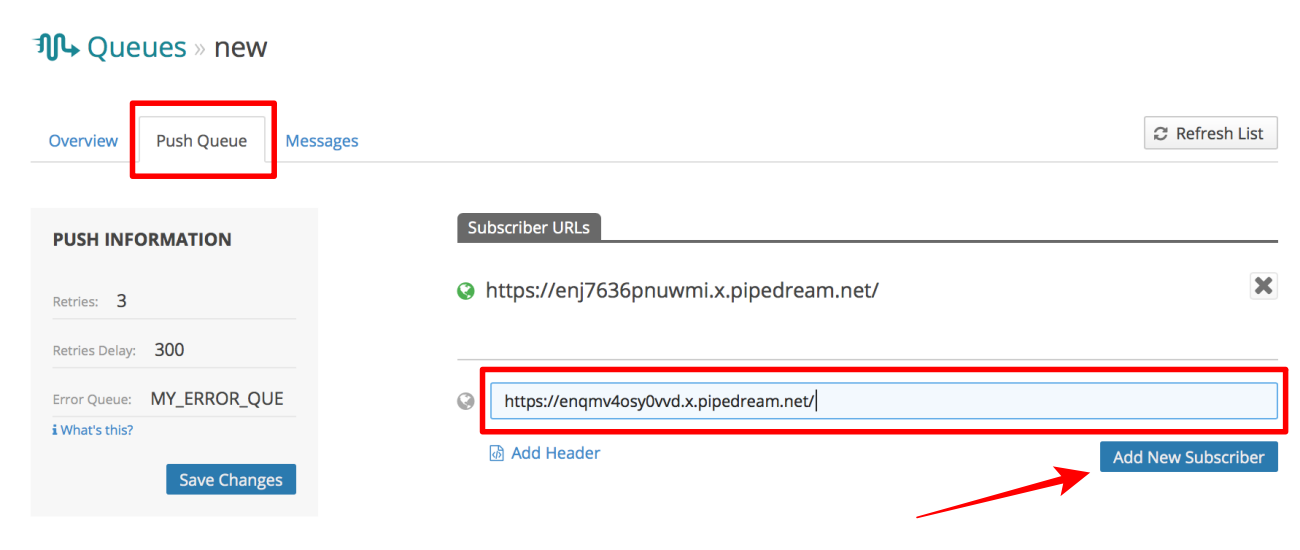 Queues » new
Overview
Push Queue
Messages
Refresh List
PUSH INFORMATION
Retries: 3
Retries Delay: 300
Error Queue: MY_ERROR_QUE
What's this?
Save Changes
Subscriber URLs
https://enj7636pnuwmi.x.pipedream.net/
https://enqmv4osy0vvd.x.pipedream.net/
Add Header
Add New Subscriber